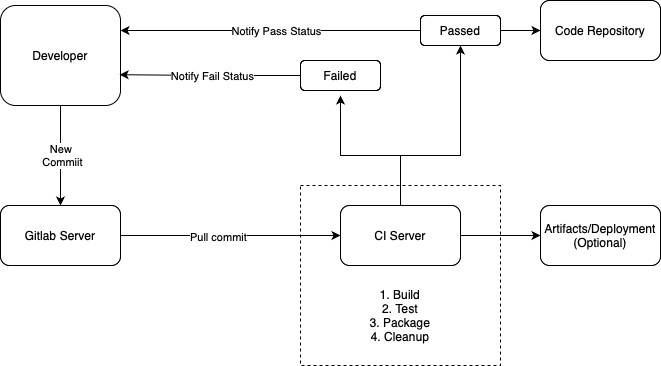 Developer
Notify Pass Status
Passed
Code Repository
Notify Fail Status
Failed
New
Commiit
Gitlab Server
Pull commit
CI Server
Artifacts/Deployment
(Optional)
1. Build
2. Test
3. Package
4. Cleanup